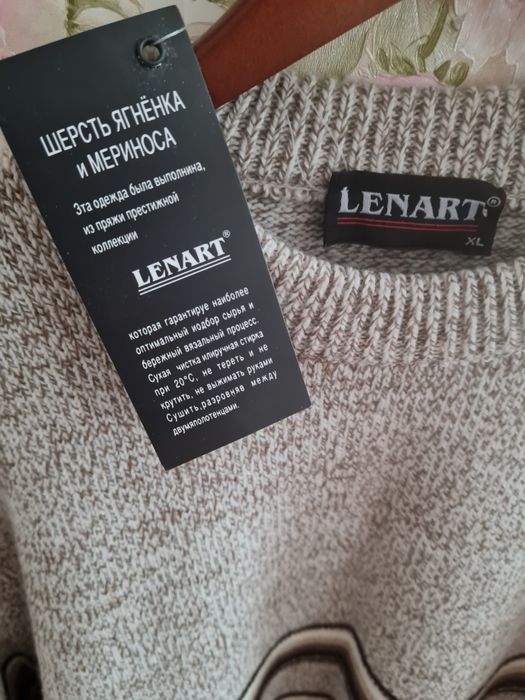 ШЕРСТЬ ЯГНЁНКА
и МЕРИНОСА
Эта одежда была выполнина,
из пряжи престижной
коллекции
LENART®
которая гарантируе наиболее
оптимальный иодбор сырья и
бережный вязальный процесс.
Сухая чистка илиручная стирка
при 20°С, не тереть и не
крутить, не выжимать руками
Сушить,разровняв между
двумяполотенцами.
LENART®
XL